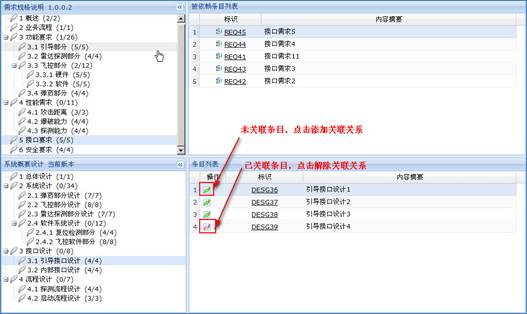 需求线标说明 1.0.0.2
1 概述 (2/2)
2 业务流程 (1/1)
3 功能要求 (1/26)
3.1 引导部分 (5/5)
3.2 雷达探测部分 (4/4)
3.3 飞控部分 (2/12)
3.3.1 硬件 (5/5)
3.3.2 软件 (5/5)
3.4 弹药部分 (4/4)
4 性能需求 (0/11)
4.1 攻击距离 (3/3)
4.2 爆破能力 (4/4)
4.3 探测能力 (4/4)
5 接口要求 (5/5)
6 安全要求 (4/4)
被依赖条目列表
标识 内容摘要
1 REQ45 接口需求5
2 REQ44 接口需求4
3 REQ41 接口需求11
4 REQ43 接口需求3
5 REQ42 接口需求2
未关联条目，点击添加关联关系
已关联条目，点击解除关联关系
系统概要设计 当前版本
1 总体设计 (1/1)
2 系统设计 (0/34)
2.1 弹药部分设计 (7/7)
2.2 引导部分设计 (8/8)
2.3 雷达探测部分设计 (7/7)
2.4 软件系统设计 (0/12)
2.4.1 复位检测部分 (4/4)
2.4.2 飞控软件部分 (8/8)
3 接口设计 (0/8)
3.1 引导接口设计 (4/4)
3.2 内部接口设计 (4/4)
4 流程设计 (0/7)
4.1 探测流程设计 (4/4)
4.2 启动流程设计 (3/3)
条目列表
操作 标识 内容摘要
1 DESG36 引导接口设计1
2 DESG37 引导接口设计2
3 DESG38 引导接口设计3
4 DESG39 引导接口设计4